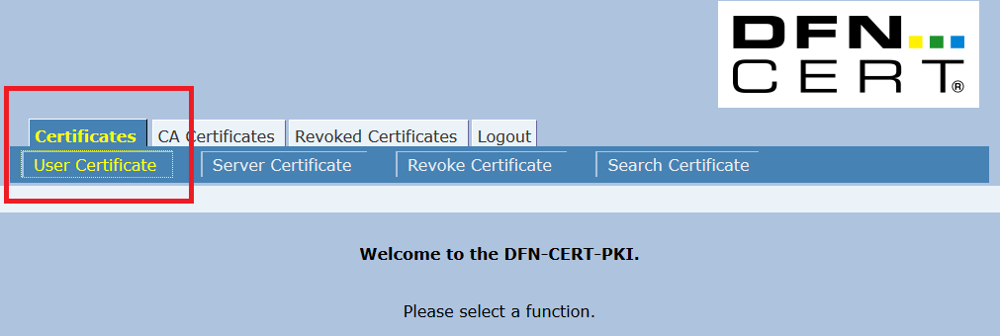 DFN
CERT®
Certificates CA Certificates Revoked Certificates Logout
User Certificate Server Certificate Revoke Certificate Search Certificate
Welcome to the DFN-CERT-PKI.
Please select a function.